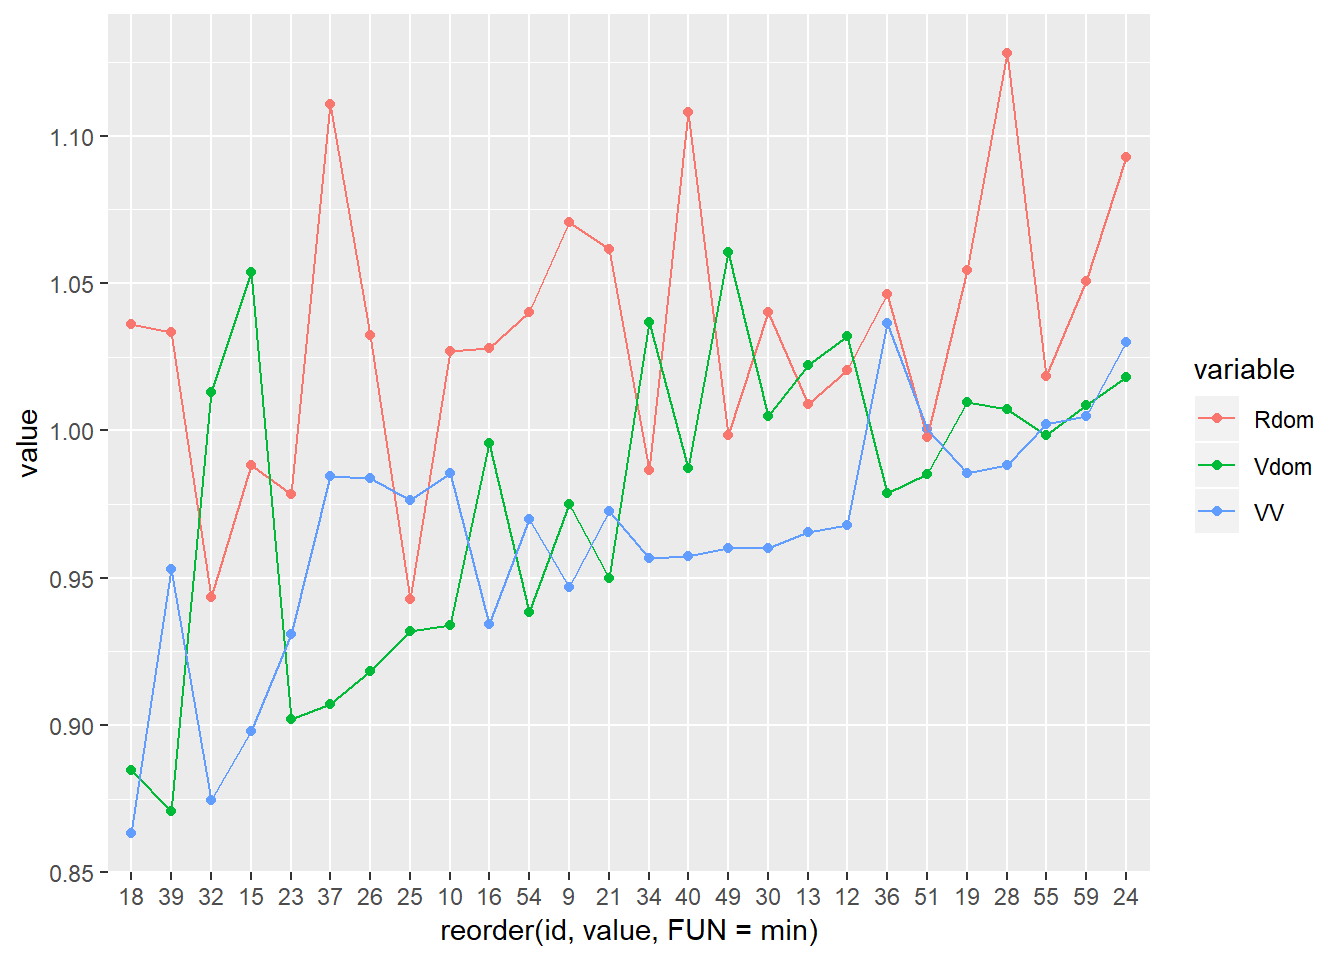 1.10
1.05
1.00
0.95
0.90
0.85
value
18 39 32 15 23 37 26 25 10 16 54 9 21 34 40 49 30 13 12 36 51 19 28 55 59 24
reorder(id, value, FUN = min)
variable
Rdom
Vdom
VV